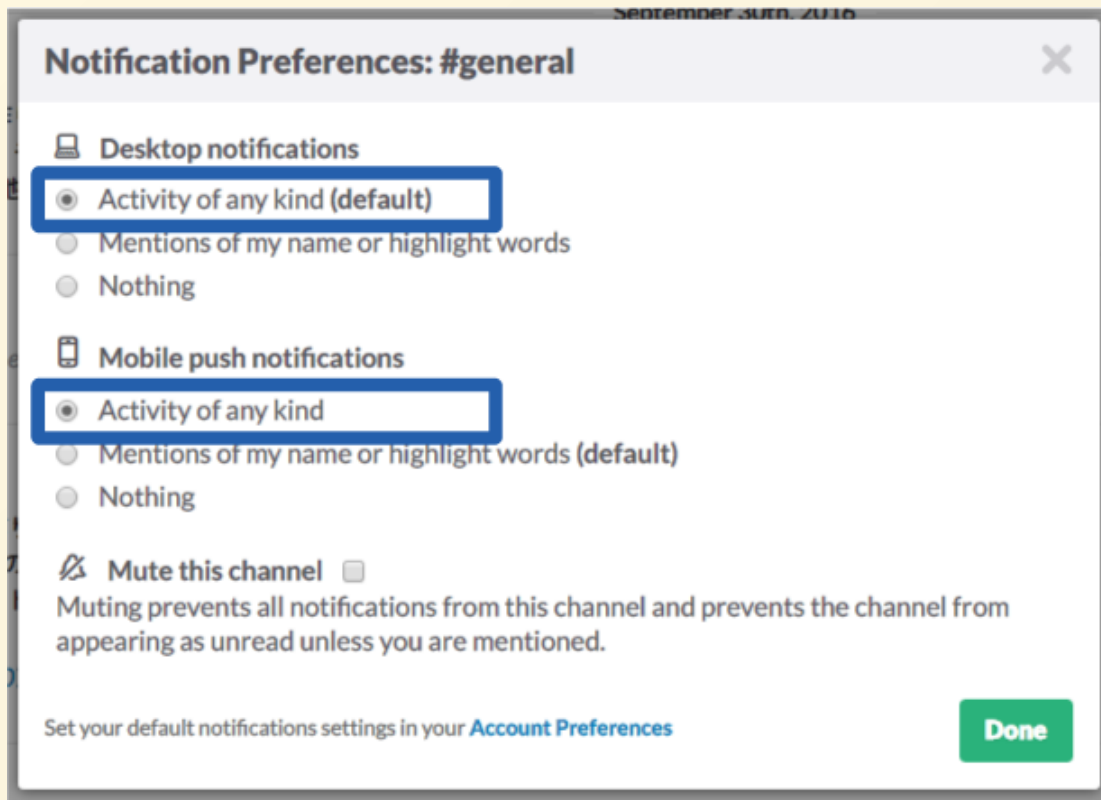 September 30th, 2016
Notification Preferences: #general
Desktop notifications
Activity of any kind (default)
Mentions of my name or highlight words
Nothing
Mobile push notifications
Activity of any kind
Mentions of my name or highlight words (default)
Nothing
Mute this channel
Muting prevents all notifications from this channel and prevents the channel from
appearing as unread unless you are mentioned.
Set your default notifications settings in your Account Preferences
Done